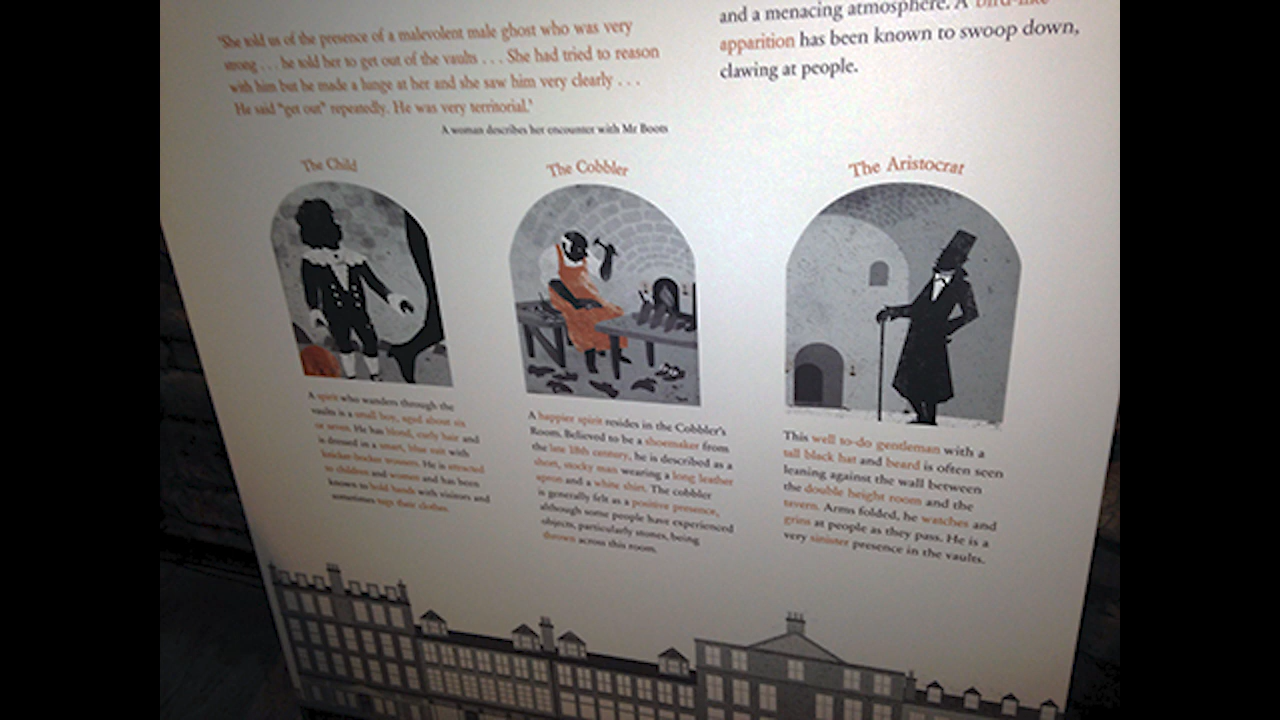 'She told us of the presence of a malevolent male ghost who was very
strong . . . he told her to get out of the vaults . . . She had tried to reason
with him but he made a lunge at her and she saw him very clearly . . .
He said "get out" repeatedly. He was very territorial.'
A woman describes her encounter with Mr Boots
and a menacing atmosphere. A bird-like
apparition has been known to swoop down,
clawing at people.
The Child
A spirit who wanders through the
vaults is a small boy, aged about six
or seven. He has blond, curly hair and
is dressed in a smart, blue suit with
knicker-bocker trousers. He is attracted
to children and women and has been
known to hold hands with visitors and
sometimes tugs their clothes.
The Cobbler
A happier spirit resides in the Cobbler's
Room. Believed to be a shoemaker from
the late 18th century, he is described as a
short, stocky man wearing a long leather
apron and a white shirt. The cobbler
is generally felt as a positive presence,
although some people have experienced
objects, particularly stones, being
thrown across this room.
The Aristocrat
This well to-do gentleman with a
tall black hat and beard is often seen
leaning against the wall between
the double height room and the
tavern. Arms folded, he watches and
grins at people as they pass. He is a
very sinister presence in the vaults.